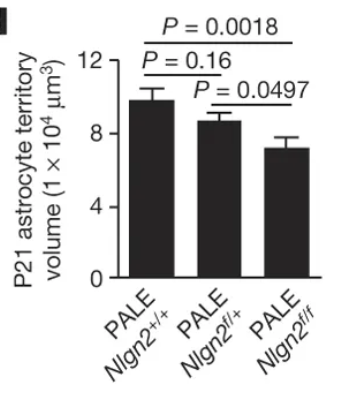 P = 0.0018
P = 0.16
P = 0.0497
P21 astrocyte territory
volume (1 × 10⁴ μm³)
12
8
4
0
PALE
Nlgn2+/+
PALE
Nlgn2f/+
PALE
Nlgn2f/f